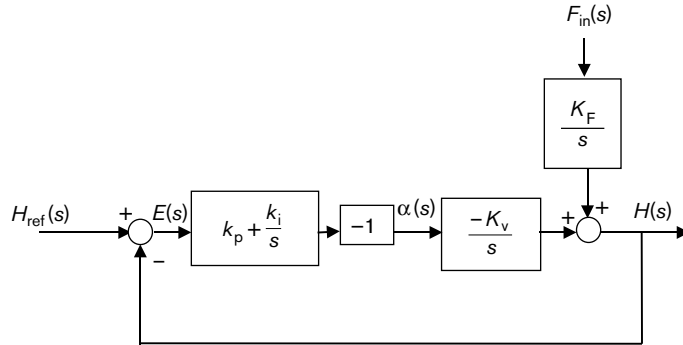 F_in(s)
K_F
s
H_ref(s)
+
E(s)
k_p + k_i
s
−1
α(s)
−K_v
s
+
+
H(s)
−